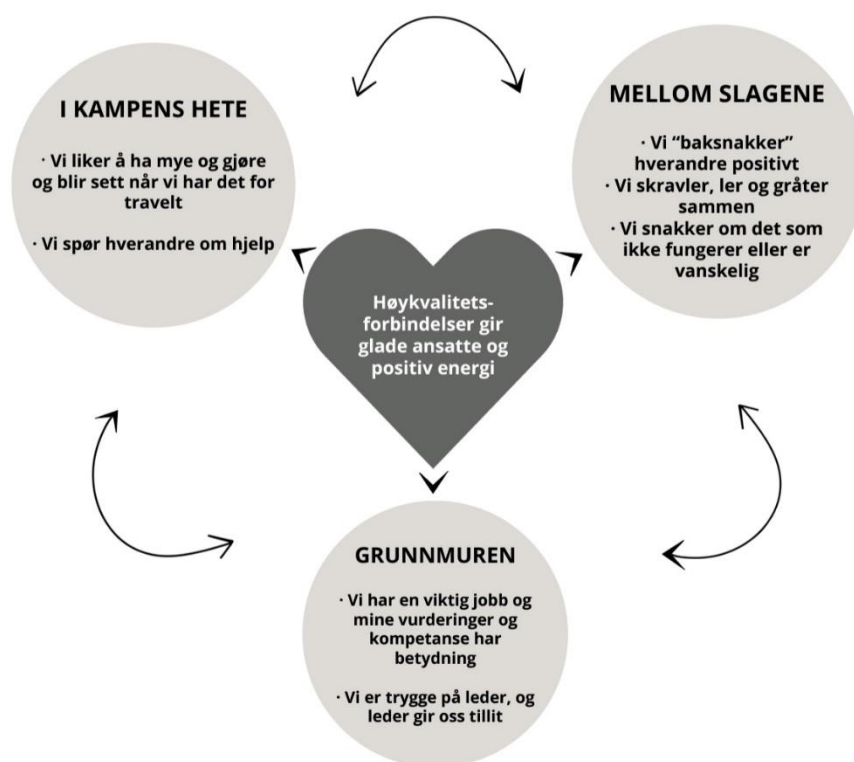 I KAMPENS HETE
· Vi liker å ha mye og gjøre
og blir sett når vi har det for
travelt
· Vi spør hverandre om hjelp
MELLOM SLAGENE
· Vi “baksnakker”
hverandre positivt
· Vi skravler, ler og gråter
sammen
· Vi snakker om det som
ikke fungerer eller er
vanskelig
Høykvalitets-
forbindelser gir
glade ansatte og
positiv energi
GRUNNMUREN
· Vi har en viktig jobb og
mine vurderinger og
kompetanse har
betydning
· Vi er trygge på leder, og
leder gir oss tillit